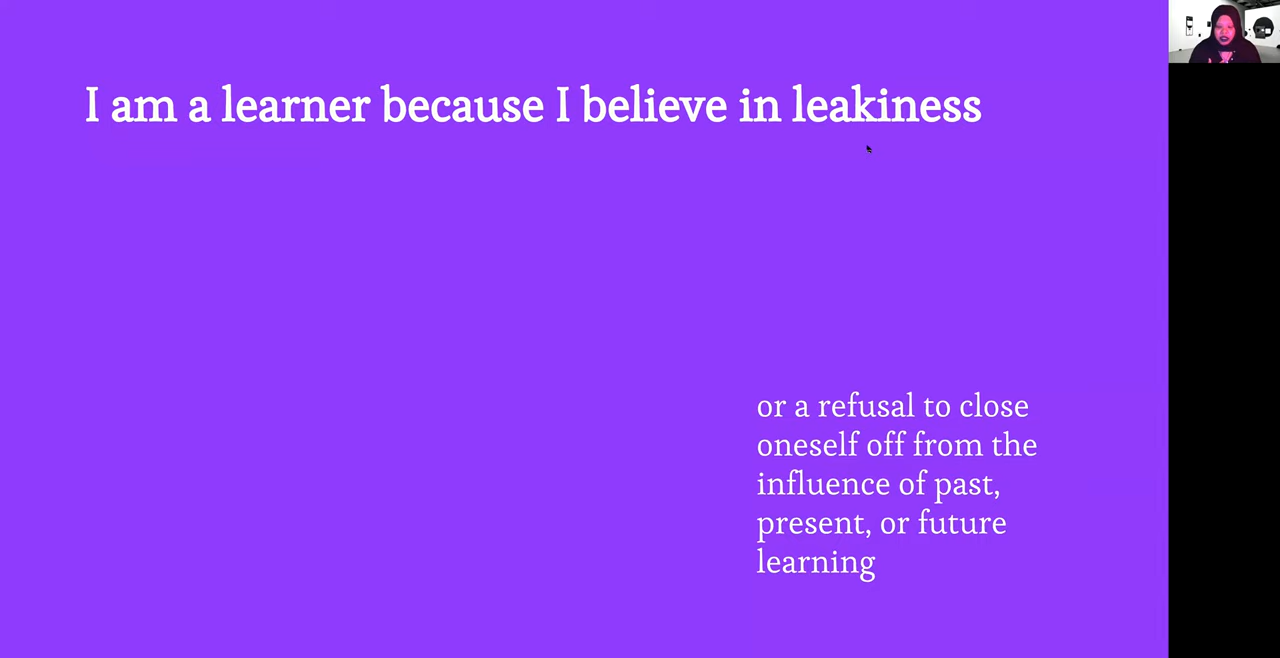 I am a learner because I believe in leakiness
or a refusal to close
oneself off from the
influence of past,
present, or future
learning